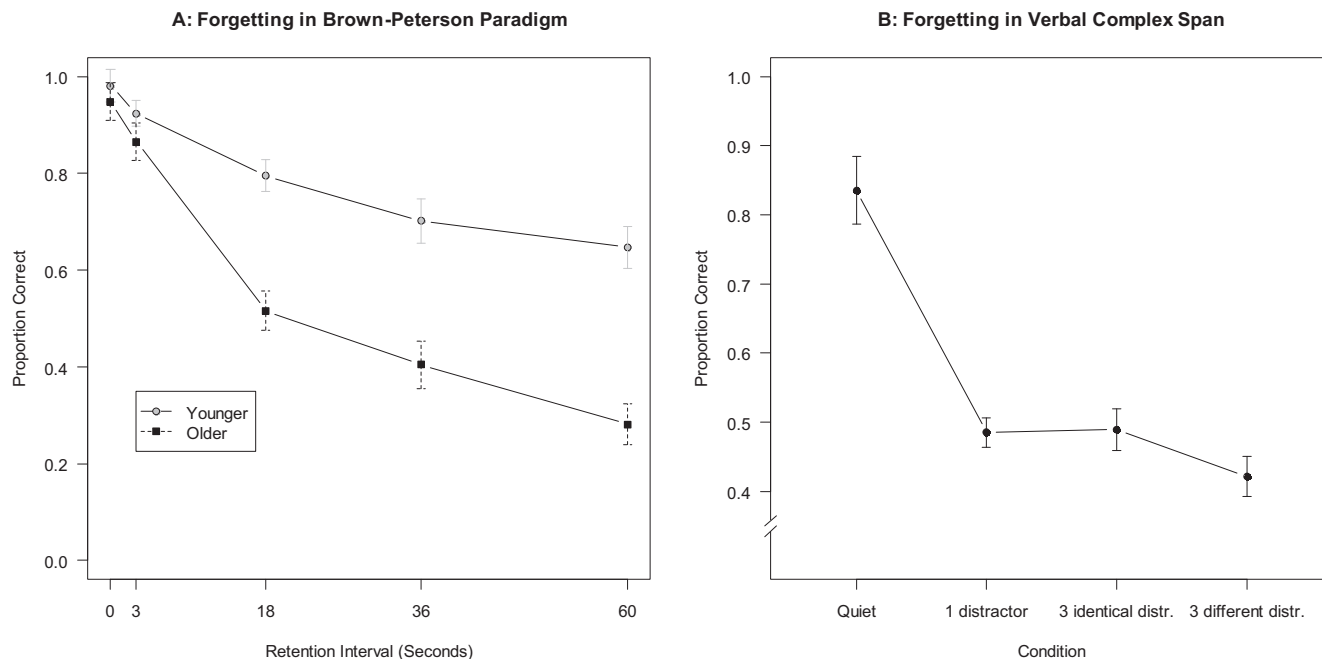 A: Forgetting in Brown-Peterson Paradigm
1.0
0.8
0.6
0.4
0.2
0.0
Proportion Correct
Younger
Older
0
3
18
36
60
Retention Interval (Seconds)
B: Forgetting in Verbal Complex Span
1.0
0.9
0.8
0.7
0.6
0.5
0.4
Proportion Correct
Quiet
1 distractor
3 identical distr.
3 different distr.
Condition